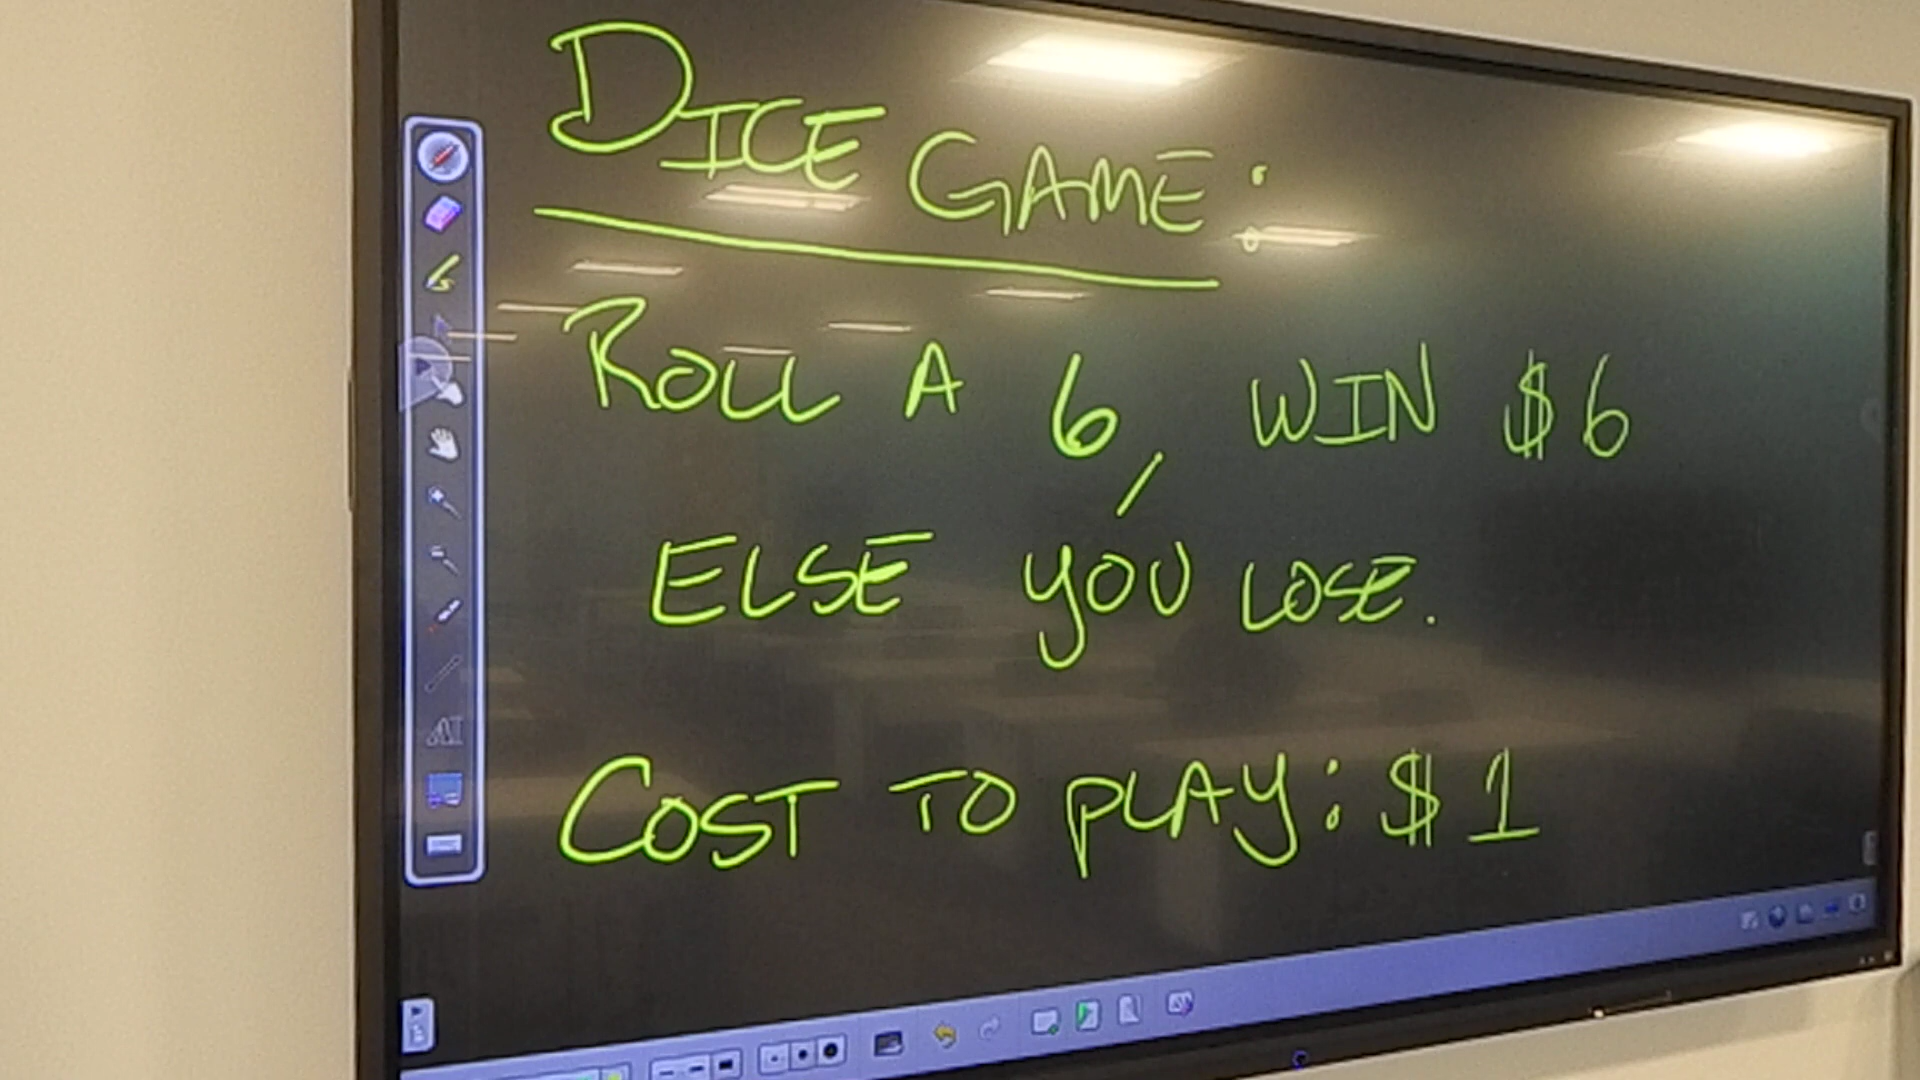 DICE GAME:
ROLL A 6, WIN $6
ELSE YOU LOSE.
COST TO PLAY: $1